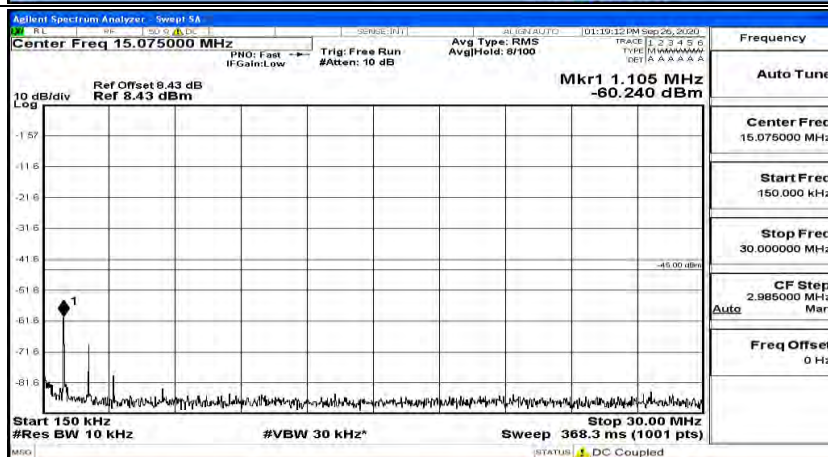 Agilent Spectrum Analyzer - Swept SA
RL RF 50 Ω DC SENSE:INT ALIGN AUTO 01:19:12 PM Sep 26, 2020
Center Freq 15.075000 MHz
PNO: Fast
IFGain:Low
Trig: Free Run
#Atten: 10 dB
Avg Type: RMS
Avg|Hold: 8/100
TRACE 1 2 3 4 5 6
TYPE
DET A A A A A A
Ref Offset 8.43 dB
10 dB/div Ref 8.43 dBm
Log
Mkr1 1.105 MHz
-60.240 dBm
-1.57
-11.6
-21.6
-31.6
-41.6
-45.00 dBm
-51.6
1
-61.6
-71.6
-81.6
Start 150 kHz Stop 30.00 MHz
#Res BW 10 kHz #VBW 30 kHz* Sweep 368.3 ms (1001 pts)
MSG STATUS DC Coupled
Frequency
Auto Tune
Center Freq
15.075000 MHz
Start Freq
150.000 kHz
Stop Freq
30.000000 MHz
CF Step
2.985000 MHz
Auto Man
Freq Offset
0 Hz